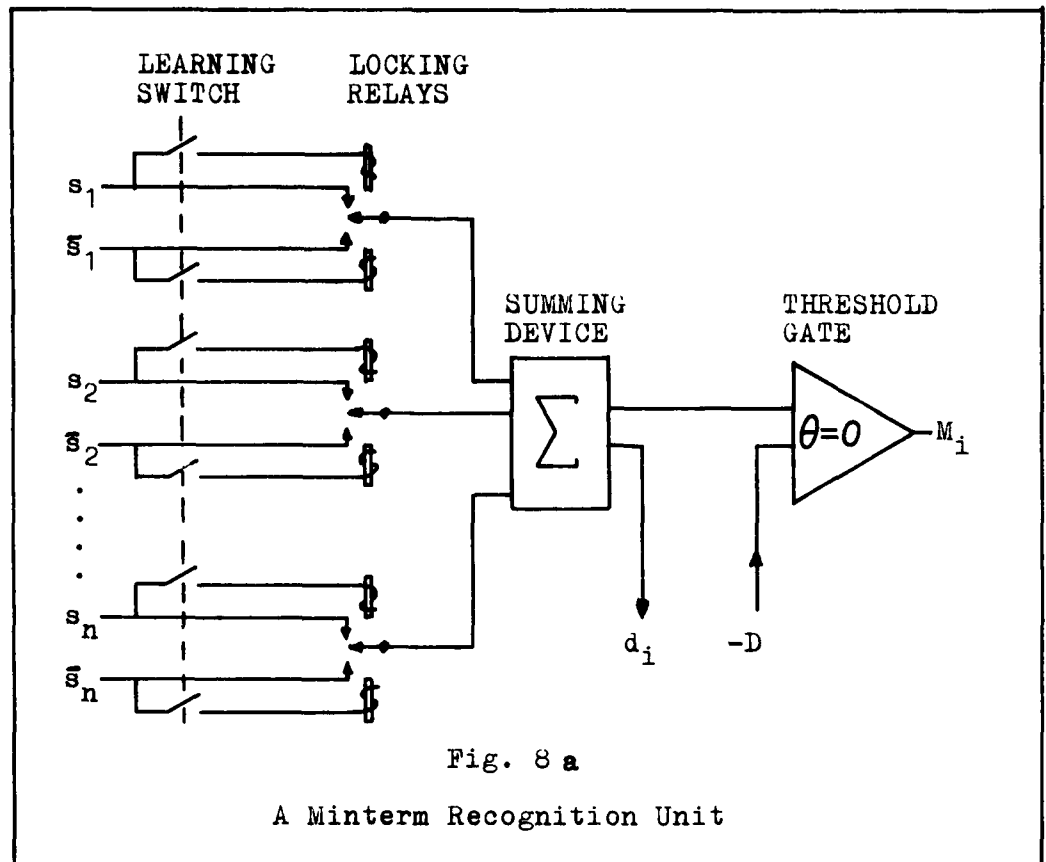 LEARNING SWITCH
LOCKING RELAYS
s₁
s̄₁
s₂
s̄₂
.
.
.
.
sₙ
s̄ₙ
SUMMING DEVICE
Σ
dᵢ
THRESHOLD GATE
θ=0
-D
Mᵢ
Fig. 8 a
A Minterm Recognition Unit